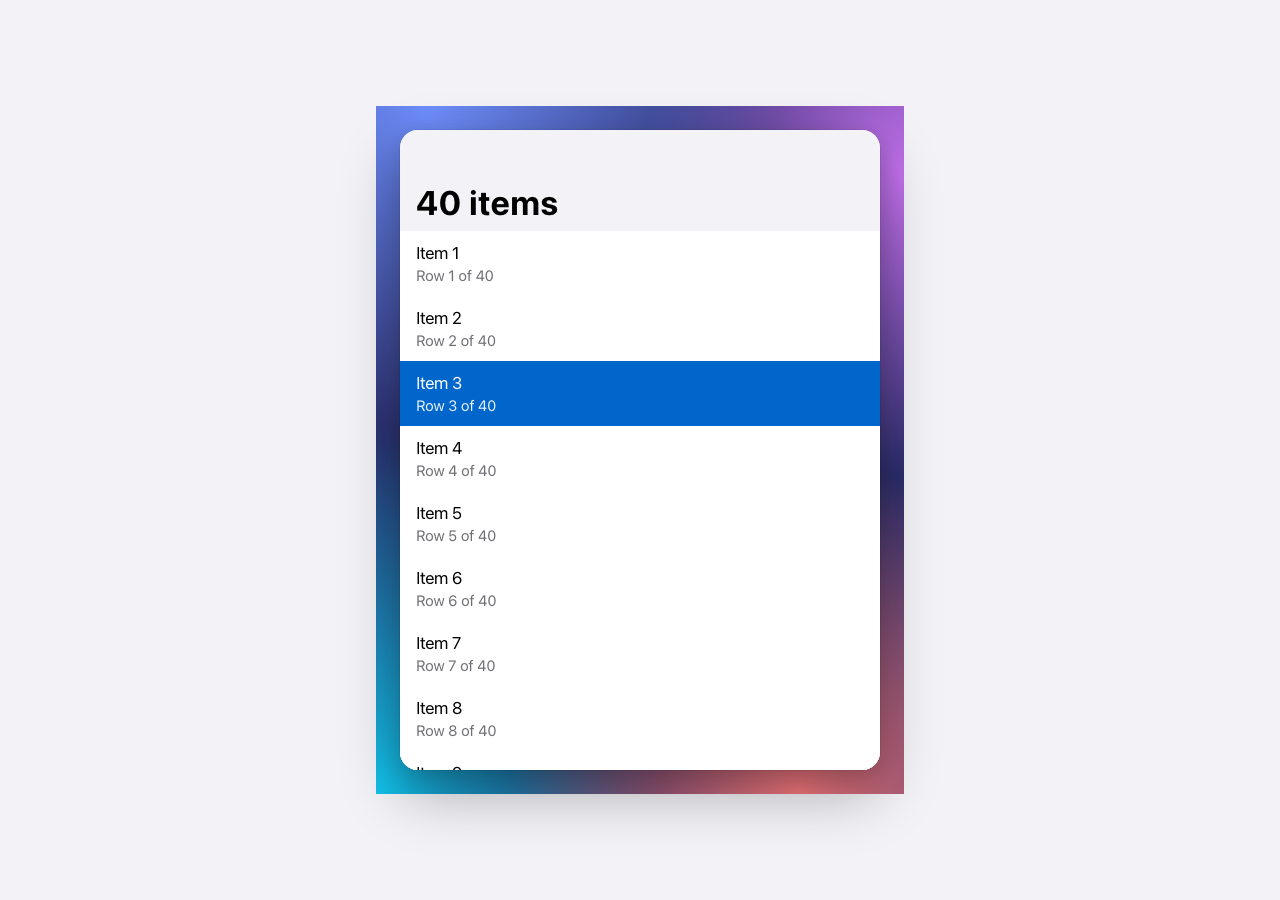 40 items
Item 1
Row 1 of 40
Item 2
Row 2 of 40
Item 3
Row 3 of 40
Item 4
Row 4 of 40
Item 5
Row 5 of 40
Item 6
Row 6 of 40
Item 7
Row 7 of 40
Item 8
Row 8 of 40